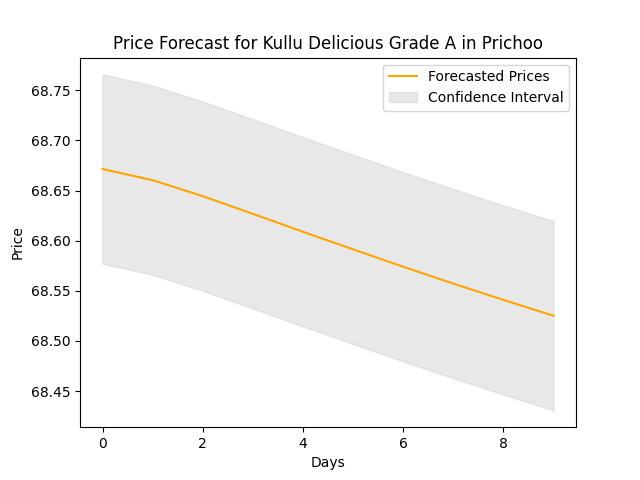 Price Forecast for Kullu Delicious Grade A in Prichoo
Forecasted Prices
Confidence Interval
Price
68.75
68.70
68.65
68.60
68.55
68.50
68.45
0 2 4 6 8
Days